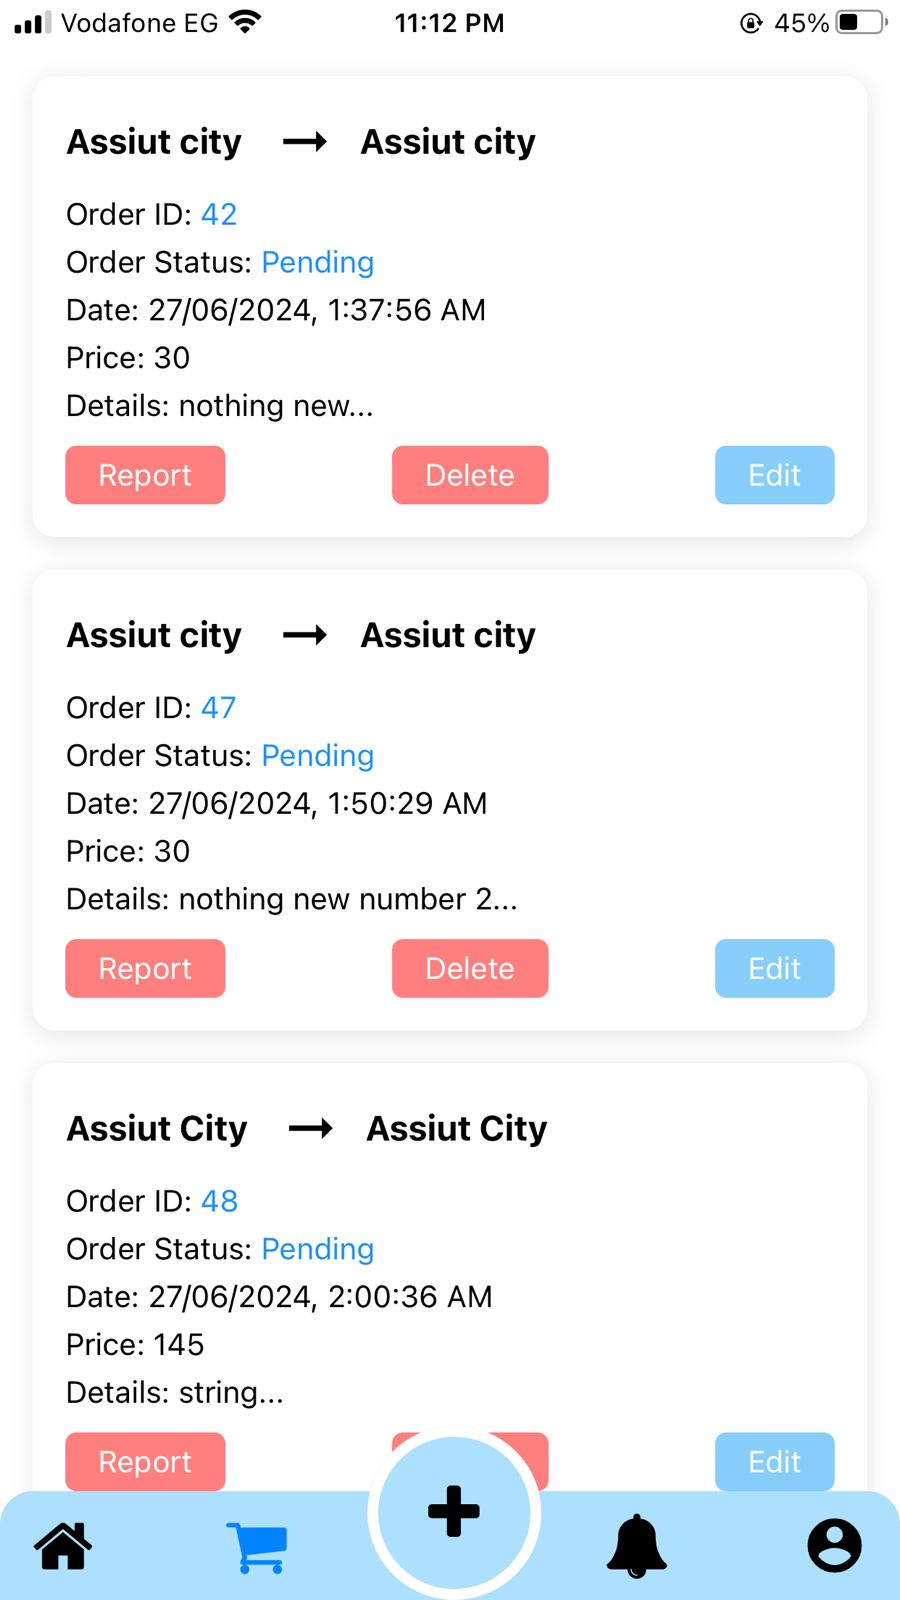 Vodafone EG 11:12 PM 45%
Assiut city → Assiut city
Order ID: 42
Order Status: Pending
Date: 27/06/2024, 1:37:56 AM
Price: 30
Details: nothing new...
Report Delete Edit
Assiut city → Assiut city
Order ID: 47
Order Status: Pending
Date: 27/06/2024, 1:50:29 AM
Price: 30
Details: nothing new number 2...
Report Delete Edit
Assiut City → Assiut City
Order ID: 48
Order Status: Pending
Date: 27/06/2024, 2:00:36 AM
Price: 145
Details: string...
Report Edit